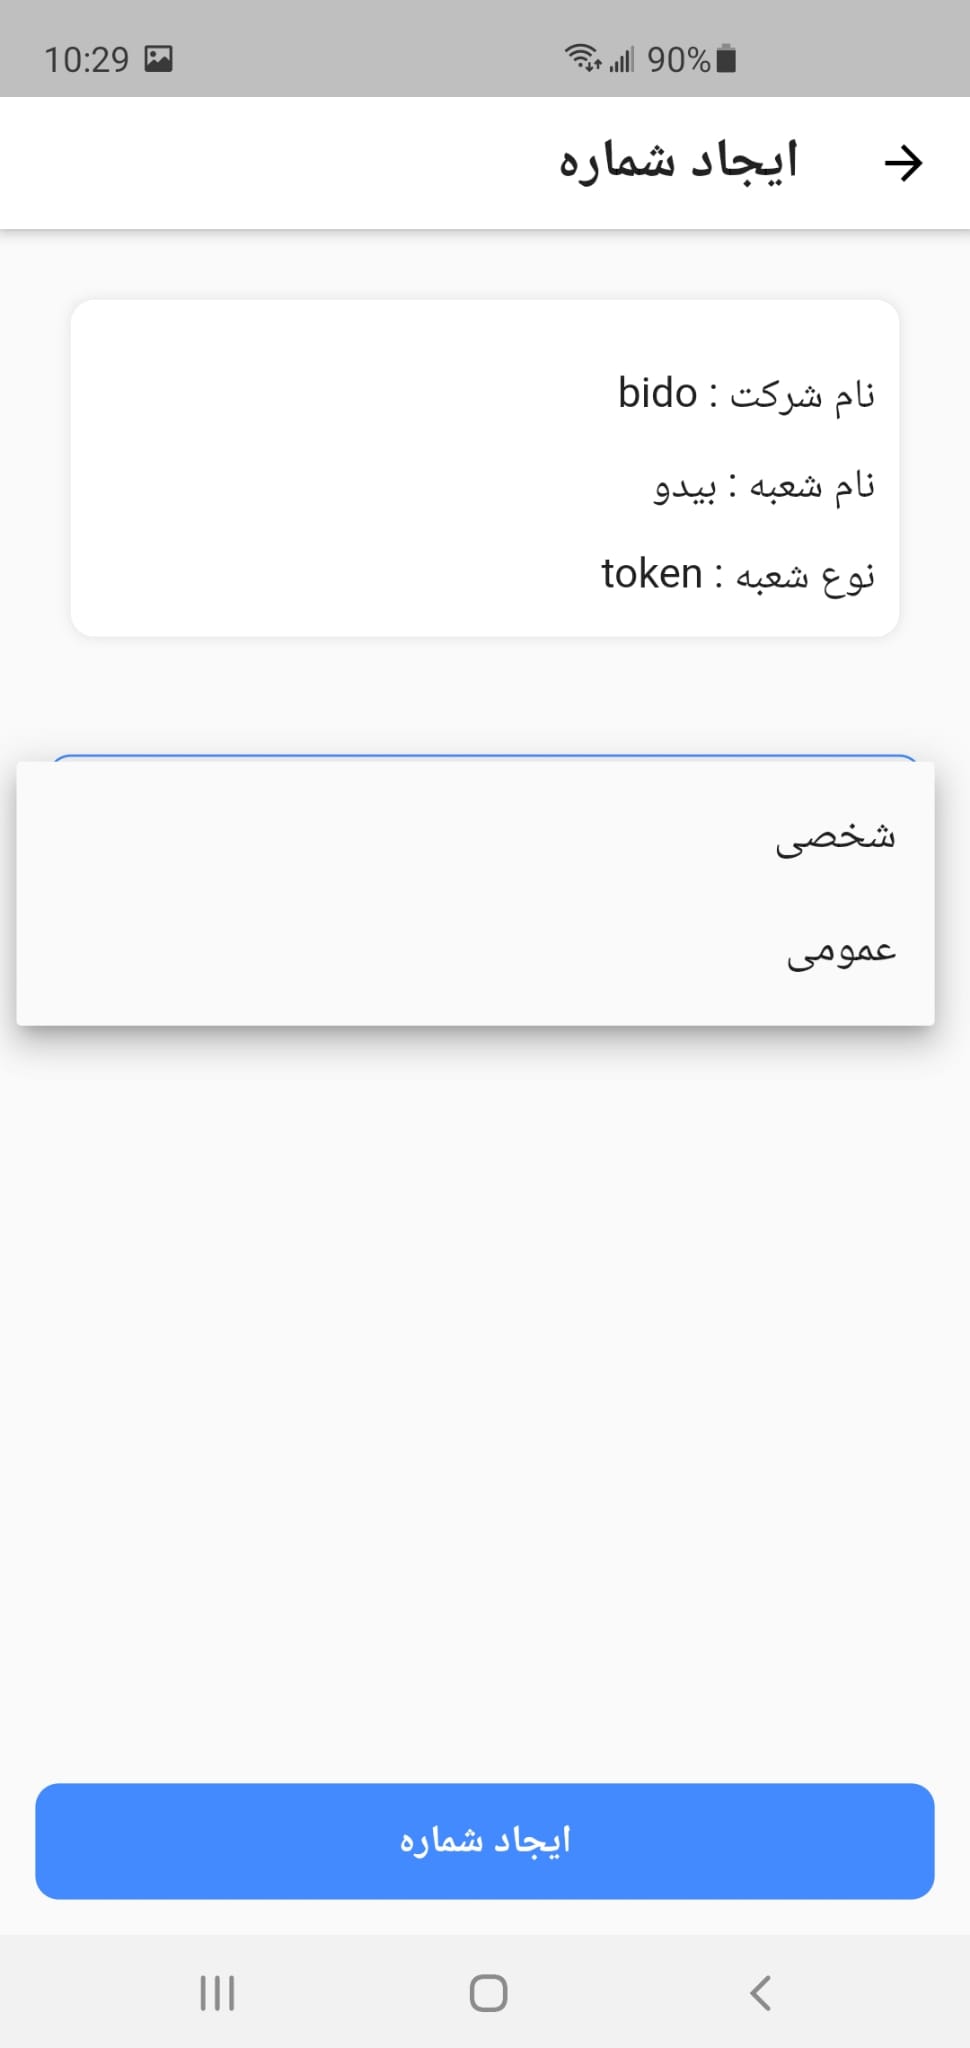 10:29 90%
ایجاد شماره
نام شرکت : bido
نام شعبه : بیدو
نوع شعبه : token
شخصی
عمومی
ایجاد شماره